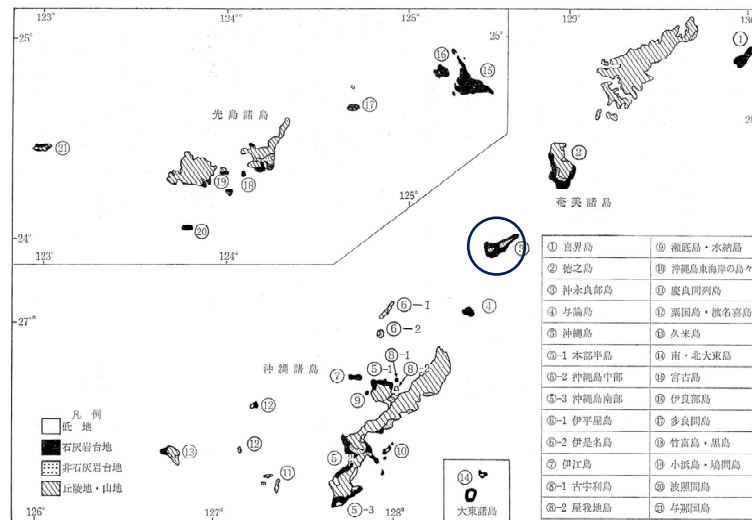 123°
124°
125°
129°
130
25°
25°
①
⑯
⑮
⑰
先島諸島
②
㉑
⑲
⑱
125°
奄美諸島
⑳
24°
③
123°
124°
⑥-1
④
27°
⑥-2
⑧-1
沖縄諸島
⑦
⑤-1
⑧-2
⑨
⑫
凡例
低地
石灰岩台地
非石灰岩台地
丘陵地・山地
⑬
⑫
⑩
⑪
⑤-3
⑭
大東諸島
126°
127°
128°
① 喜界島
② 徳之島
③ 沖永良部島
④ 与論島
⑤ 沖縄島
⑤-1 本部半島
⑤-2 沖縄島中部
⑤-3 沖縄島南部
⑥-1 伊平屋島
⑥-2 伊是名島
⑦ 伊江島
⑧-1 古宇利島
⑧-2 屋我地島
⑨ 瀬底島・水納島
⑩ 沖縄島東海岸の島々
⑪ 慶良間列島
⑫ 粟国島・渡名喜島
⑬ 久米島
⑭ 南・北大東島
⑮ 宮古島
⑯ 伊良部島
⑰ 多良間島
⑱ 竹富島・黒島
⑲ 小浜島・鳩間島
⑳ 波照間島
㉑ 与那国島